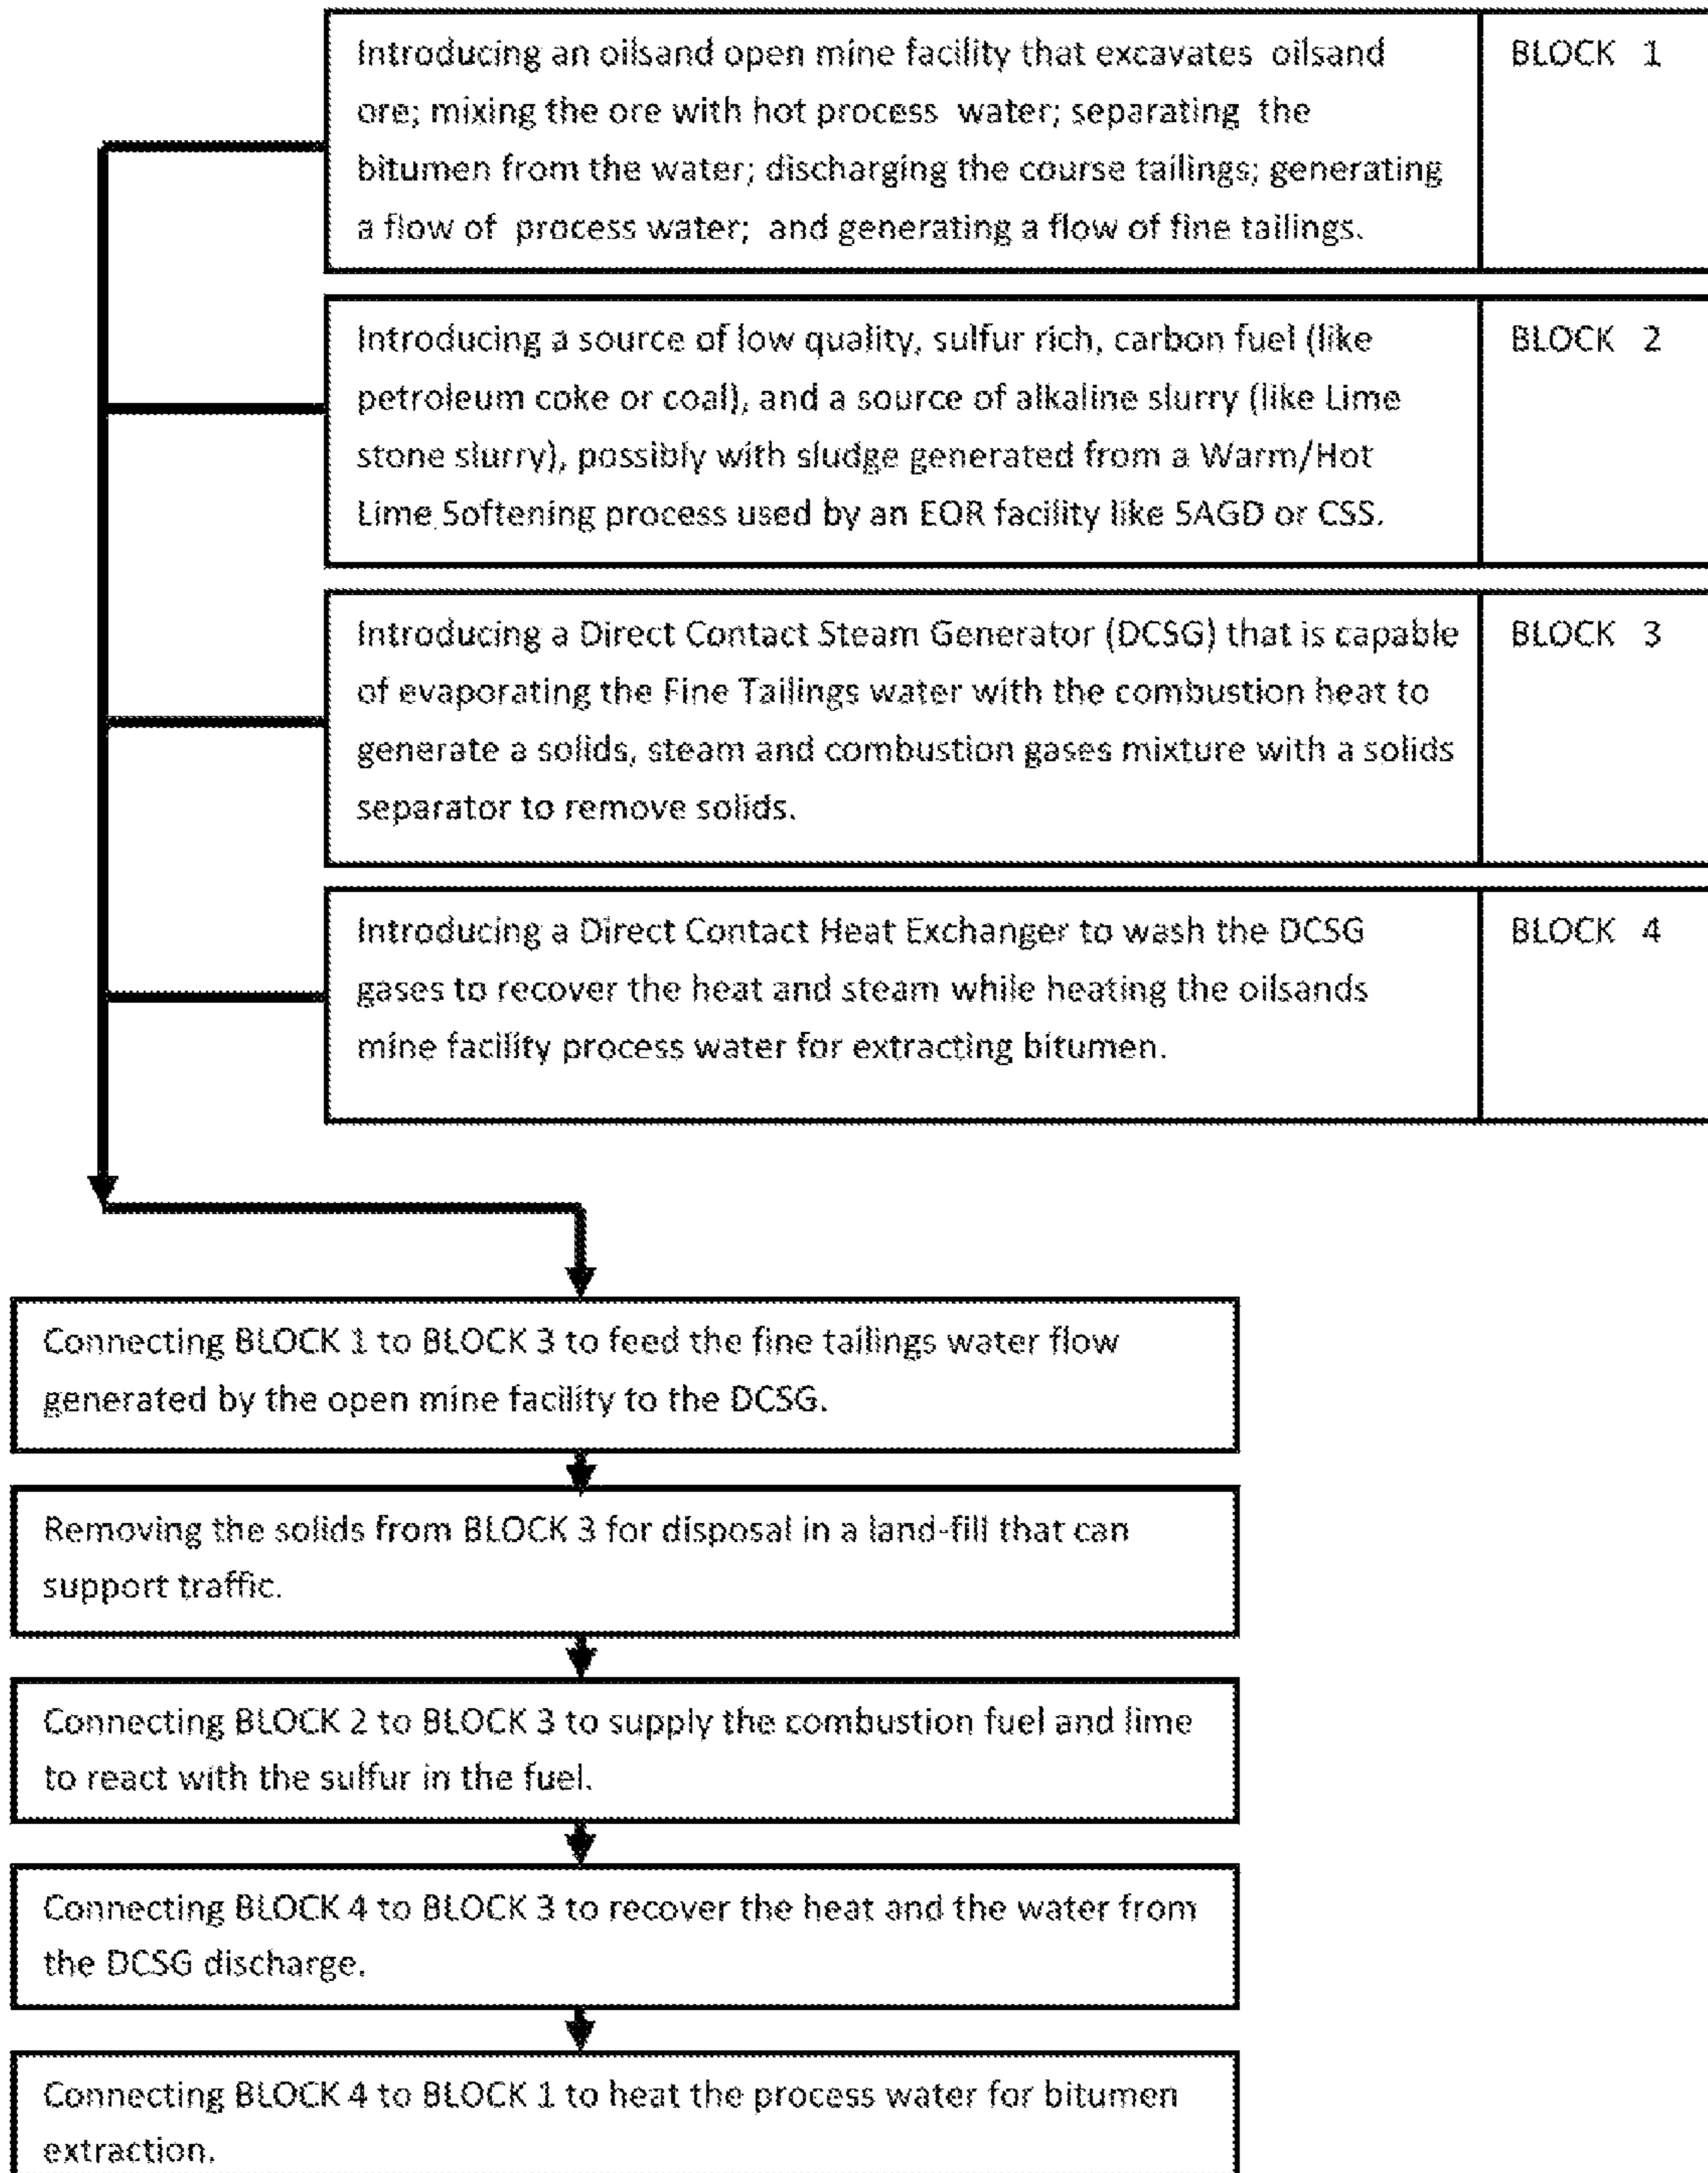 Introducing an oilsand open mine facility that excavates oilsand
ore; mixing the ore with hot process water; separating the
bitumen from the water; discharging the course tailings; generating
a flow of process water; and generating a flow of fine tailings.
BLOCK 1
Introducing a source of low quality, sulfur rich, carbon fuel (like
petroleum coke or coal), and a source of alkaline slurry (like Lime
stone slurry), possibly with sludge generated from a Warm/Hot
Lime Softening process used by an EOR facility like SAGD or CSS.
BLOCK 2
Introducing a Direct Contact Steam Generator (DCSG) that is capable
of evaporating the Fine Tailings water with the combustion heat to
generate a solids, steam and combustion gases mixture with a solids
separator to remove solids.
BLOCK 3
Introducing a Direct Contact Heat Exchanger to wash the DCSG
gases to recover the heat and steam while heating the oilsands
mine facility process water for extracting bitumen.
BLOCK 4
Connecting BLOCK 1 to BLOCK 3 to feed the fine tailings water flow
generated by the open mine facility to the DCSG.
Removing the solids from BLOCK 3 for disposal in a land-fill that can
support traffic.
Connecting BLOCK 2 to BLOCK 3 to supply the combustion fuel and lime
to react with the sulfur in the fuel.
Connecting BLOCK 4 to BLOCK 3 to recover the heat and the water from
the DCSG discharge.
Connecting BLOCK 4 to BLOCK 1 to heat the process water for bitumen
extraction.